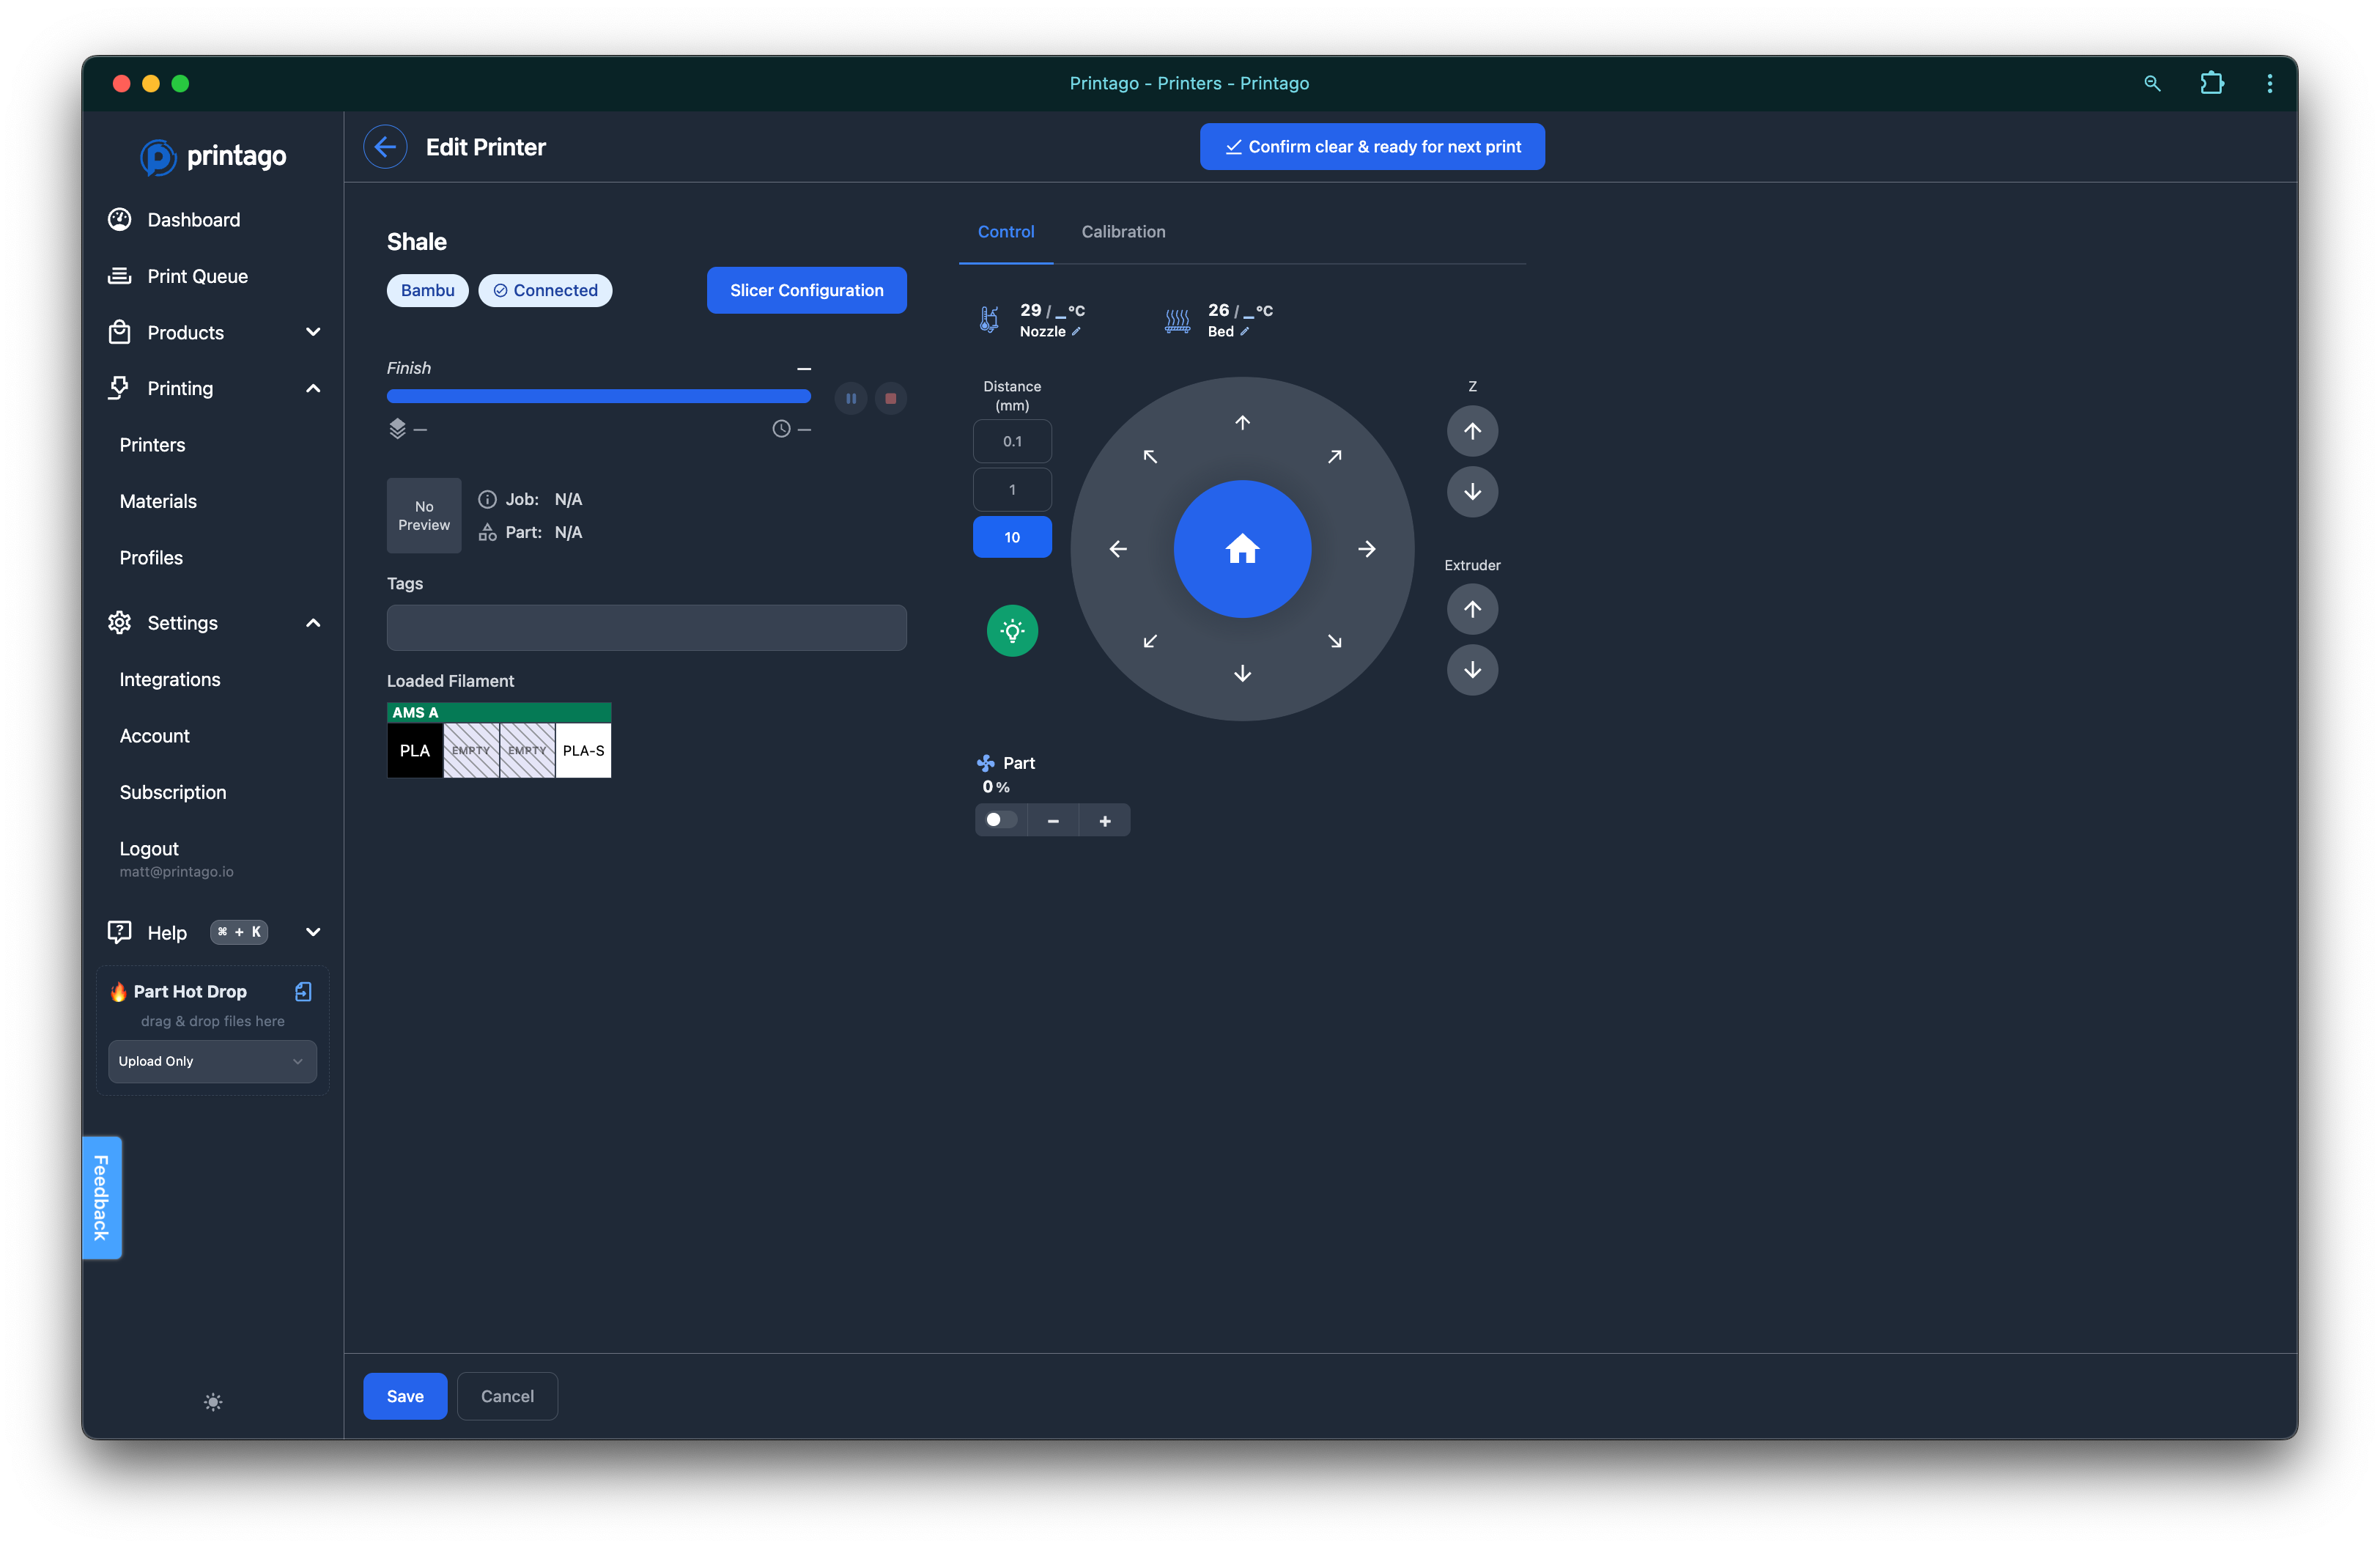 Printago - Printers - Printago
printago
Dashboard
Print Queue
Products
Printing
Printers
Materials
Profiles
Settings
Integrations
Account
Subscription
Logout
matt@printago.io
Help
⌘ + K
🔥 Part Hot Drop
drag & drop files here
Upload Only
Feedback
Edit Printer
Confirm clear & ready for next print
Shale
Bambu
Connected
Slicer Configuration
Finish
—
—
—
No
Preview
Job: N/A
Part: N/A
Tags
Loaded Filament
AMS A
PLA
EMPTY
EMPTY
PLA-S
Control
Calibration
29 / _°C
Nozzle
26 / _°C
Bed
Distance
(mm)
0.1
1
10
Z
Extruder
Part
0 %
Save
Cancel